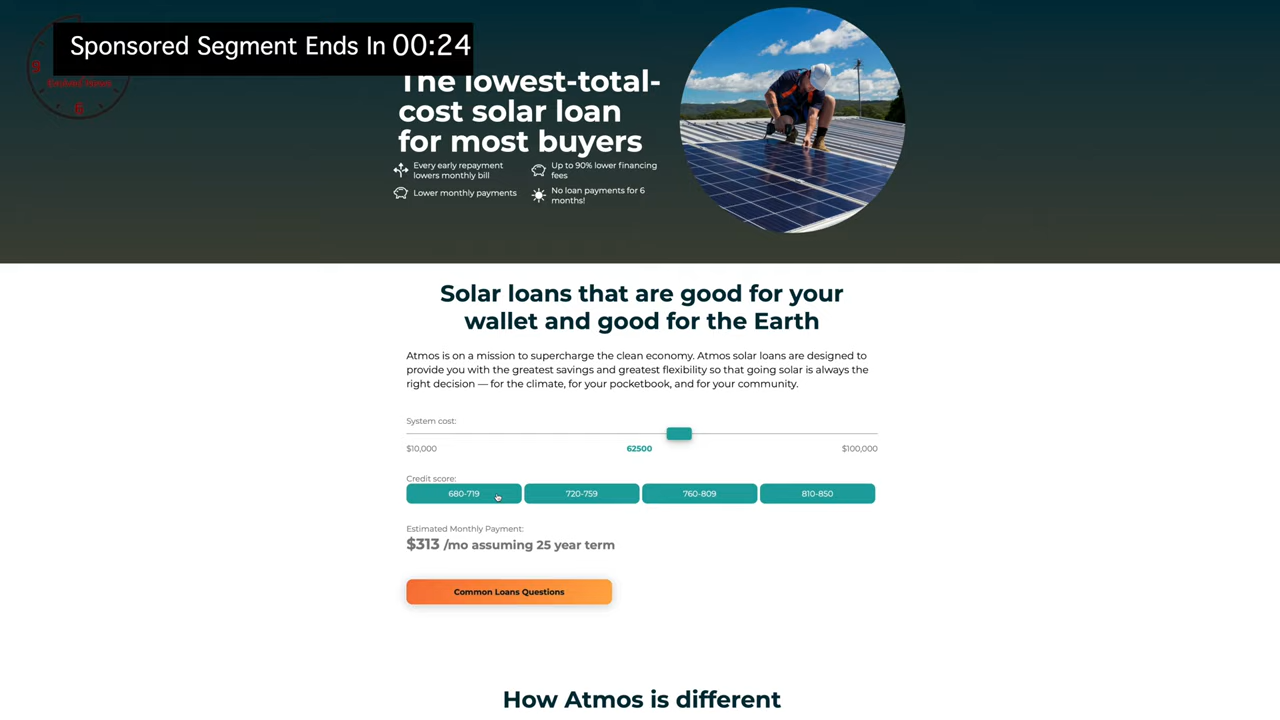 Sponsored Segment Ends In 00:24
The lowest-total-
cost solar loan
for most buyers
Every early repayment
lowers monthly bill
Up to 90% lower financing
fees
Lower monthly payments
No loan payments for 6
months!
Solar loans that are good for your
wallet and good for the Earth
Atmos is on a mission to supercharge the clean economy. Atmos solar loans are designed to
provide you with the greatest savings and greatest flexibility so that going solar is always the
right decision — for the climate, for your pocketbook, and for your community.
System cost:
$10,000 62500 $100,000
Credit score:
680-719 720-759 760-809 810-850
Estimated Monthly Payment:
$313 /mo assuming 25 year term
Common Loans Questions
How Atmos is different